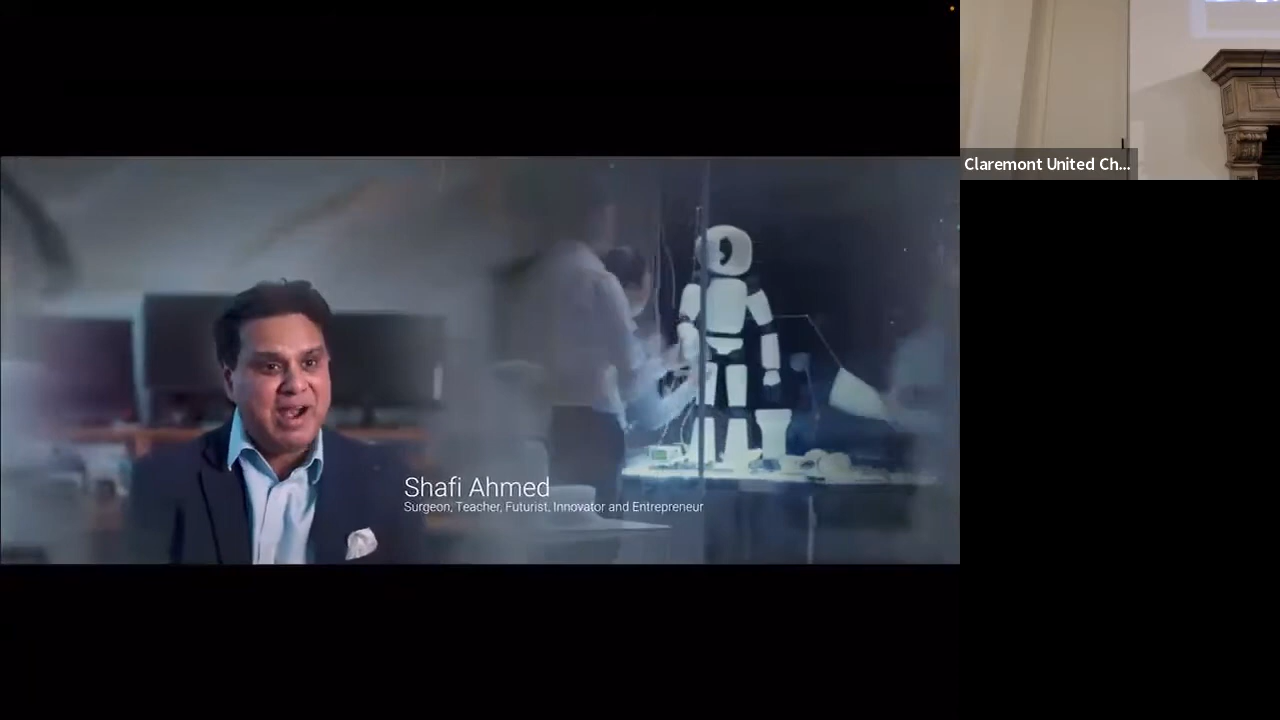 Claremont United Ch...
Shafi Ahmed
Surgeon, Teacher, Futurist, Innovator and Entrepreneur